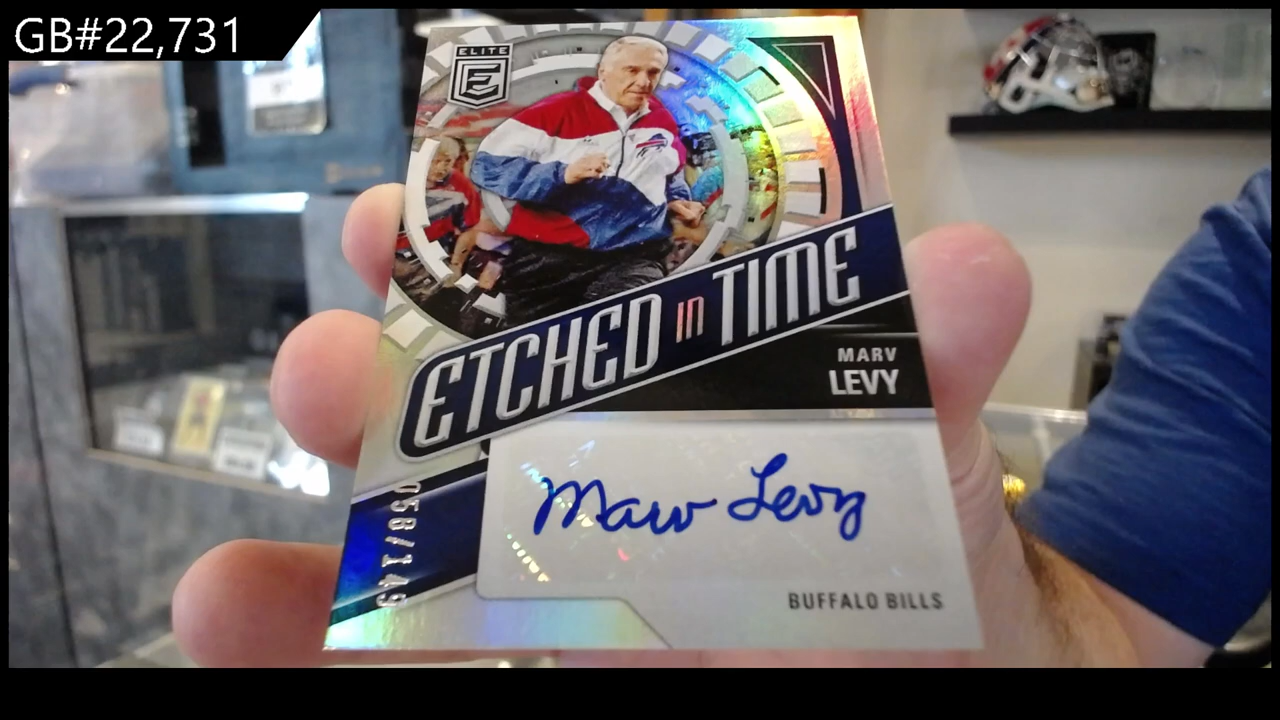 GB#22,731
ELITE
E
ETCHED in TIME
MARV
LEVY
Marv Levy
058/149
BUFFALO BILLS